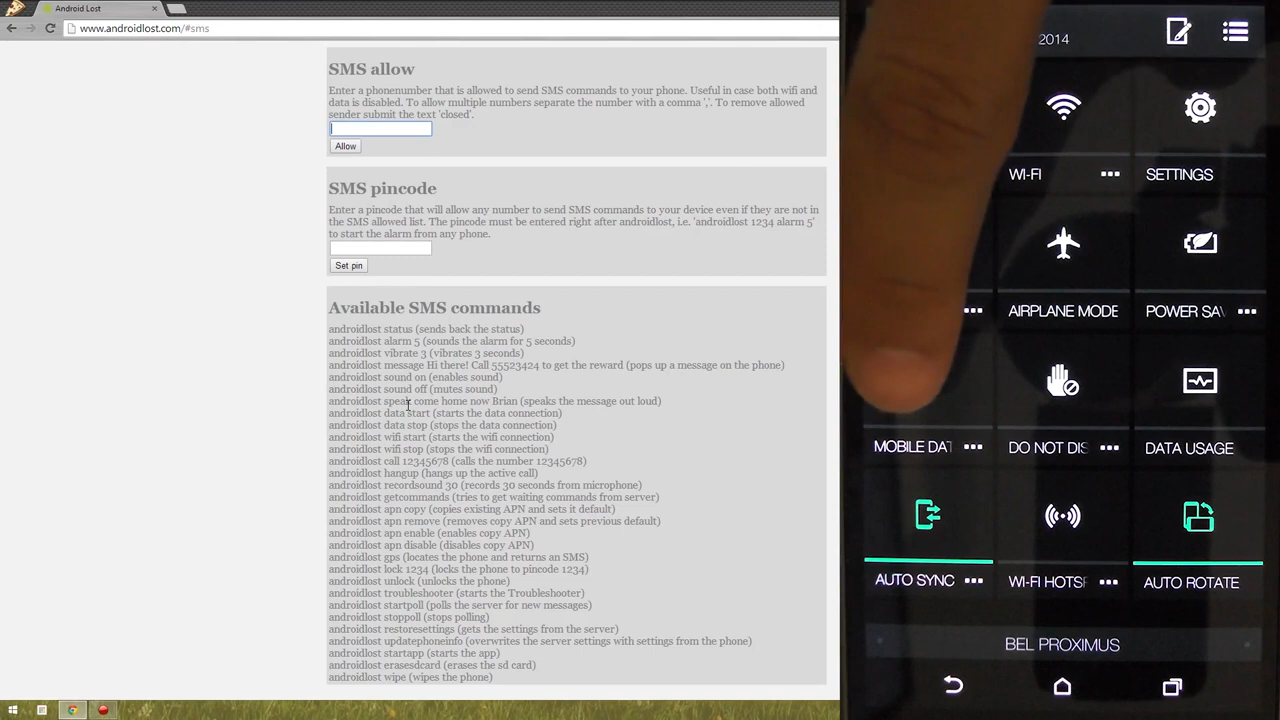 Android Lost
www.androidlost.com/#sms
SMS allow
Enter a phonenumber that is allowed to send SMS commands to your phone. Useful in case both wifi and
data is disabled. To allow multiple numbers separate the number with a comma ','. To remove allowed
sender submit the text 'closed'.
Allow
SMS pincode
Enter a pincode that will allow any number to send SMS commands to your device even if they are not in
the SMS allowed list. The pincode must be entered right after androidlost, i.e. 'androidlost 1234 alarm 5'
to start the alarm from any phone.
Set pin
Available SMS commands
androidlost status (sends back the status)
androidlost alarm 5 (sounds the alarm for 5 seconds)
androidlost vibrate 3 (vibrates 3 seconds)
androidlost message Hi there! Call 55523424 to get the reward (pops up a message on the phone)
androidlost sound on (enables sound)
androidlost sound off (mutes sound)
androidlost speak come home now Brian (speaks the message out loud)
androidlost data start (starts the data connection)
androidlost data stop (stops the data connection)
androidlost wifi start (starts the wifi connection)
androidlost wifi stop (stops the wifi connection)
androidlost call 12345678 (calls the number 12345678)
androidlost hangup (hangs up the active call)
androidlost recordsound 30 (records 30 seconds from microphone)
androidlost getcommands (tries to get waiting commands from server)
androidlost apn copy (copies existing APN and sets it default)
androidlost apn remove (removes copy APN and sets previous default)
androidlost apn enable (enables copy APN)
androidlost apn disable (disables copy APN)
androidlost gps (locates the phone and returns an SMS)
androidlost lock 1234 (locks the phone to pincode 1234)
androidlost unlock (unlocks the phone)
androidlost troubleshooter (starts the Troubleshooter)
androidlost startpoll (polls the server for new messages)
androidlost stoppoll (stops polling)
androidlost restoresettings (gets the settings from the server)
androidlost updatephoneinfo (overwrites the server settings with settings from the phone)
androidlost startapp (starts the app)
androidlost erasesdcard (erases the sd card)
androidlost wipe (wipes the phone)
2014
WI-FI
SETTINGS
AIRPLANE MODE
POWER SAV
MOBILE DAT
DO NOT DIS
DATA USAGE
AUTO SYNC
WI-FI HOTS
AUTO ROTATE
BEL PROXIMUS